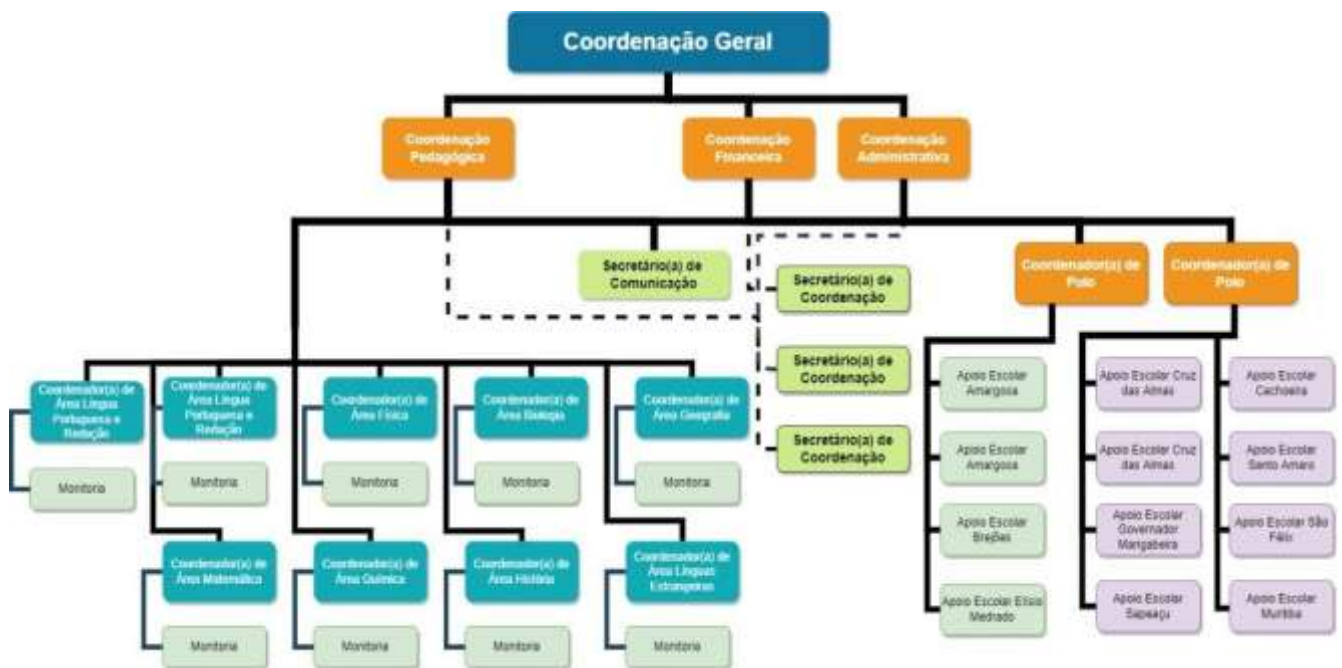 Coordenação Geral
Coordenação
Pedagógica
Coordenação
Financeira
Coordenação
Administrativa
Secretário(a) de
Comunicação
Secretário(a) de
Coordenação
Secretário(a) de
Coordenação
Secretário(a) de
Coordenação
Coordenador(a) de
Polo
Coordenador(a) de
Polo
Coordenador(a) de
Área Língua
Portuguesa e
Redação
Coordenador(a) de
Área Língua
Portuguesa e
Redação
Coordenador(a) de
Área Física
Coordenador(a) de
Área Biologia
Coordenador(a) de
Área Geografia
Monitoria
Monitoria
Monitoria
Monitoria
Monitoria
Coordenador(a) de
Área Matemática
Coordenador(a) de
Área Química
Coordenador(a) de
Área História
Coordenador(a) de
Área Línguas
Estrangeiras
Monitoria
Monitoria
Monitoria
Monitoria
Apoio Escolar
Amargosa
Apoio Escolar
Amargosa
Apoio Escolar
Brejões
Apoio Escolar Elísio
Medrado
Apoio Escolar Cruz
das Almas
Apoio Escolar Cruz
das Almas
Apoio Escolar
Governador
Mangabeira
Apoio Escolar
Sapeaçu
Apoio Escolar
Cachoeira
Apoio Escolar
Santo Amaro
Apoio Escolar São
Félix
Apoio Escolar
Muritiba